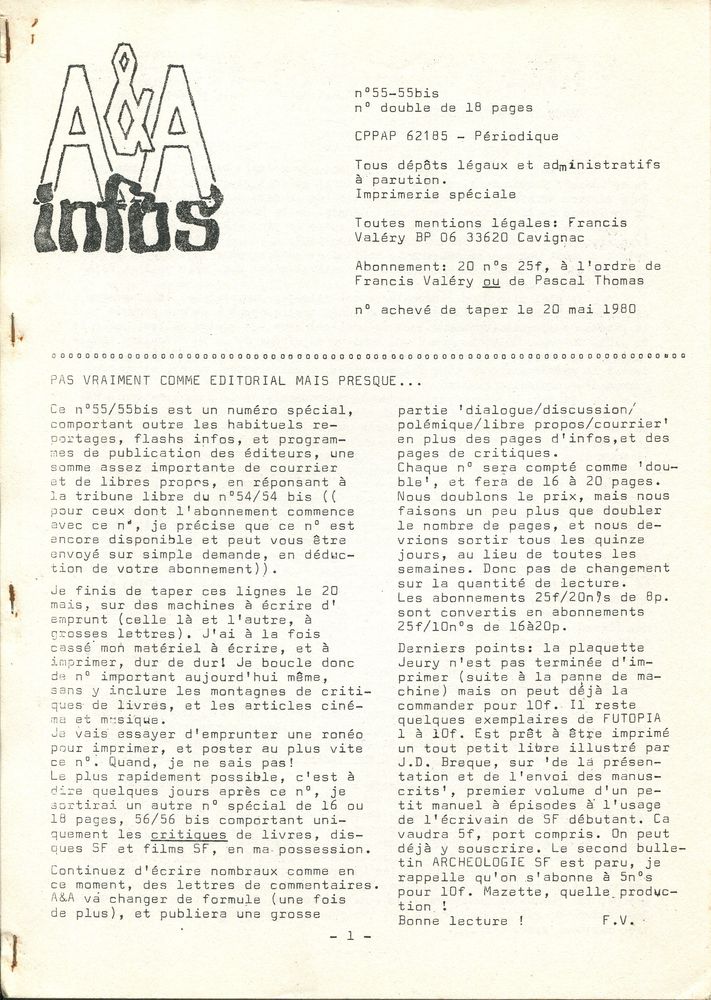 A&A
infos
n°55-55bis
n° double de 18 pages
CPPAP 62185 - Périodique
Tous dépôts légaux et administratifs
à parution.
Imprimerie spéciale
Toutes mentions légales: Francis
Valéry BP 06 33620 Cavignac
Abonnement: 20 n°s 25f, à l'ordre de
Francis Valéry ou de Pascal Thomas
n° achevé de taper le 20 mai 1980
PAS VRAIMENT COMME EDITORIAL MAIS PRESQUE...
Ce n°55/55bis est un numéro spécial,
comportant outre les habituels re-
portages, flashs infos, et program-
mes de publication des éditeurs, une
somme assez importante de courrier
et de libres propos, en réponsant à
la tribune libre du n°54/54 bis ((
pour ceux dont l'abonnement commence
avec ce n°, je précise que ce n° est
encore disponible et peut vous être
envoyé sur simple demande, en déduc-
tion de votre abonnement)).
Je finis de taper ces lignes le 20
mais, sur des machines à écrire d'
emprunt (celle là et l'autre, à
grosses lettres). J'ai à la fois
cassé mon matériel à écrire, et à
imprimer, dur de dur! Je boucle donc
de n° important aujourd'hui même,
sans y inclure les montagnes de criti-
ques de livres, et les articles ciné-
ma et musique.
Je vais essayer d'emprunter une ronéo
pour imprimer, et poster au plus vite
ce n°. Quand, je ne sais pas!
Le plus rapidement possible, c'est à
dire quelques jours après ce n°, je
sortirai un autre n° spécial de 16 ou
18 pages, 56/56 bis comportant uni-
quement les critiques de livres, dis-
ques SF et films SF, en ma possession.
Continuez d'écrire nombraux comme en
ce moment, des lettres de commentaires.
A&A va changer de formule (une fois
de plus), et publiera une grosse
partie 'dialogue/discussion/
polémique/libre propos/courrier'
en plus des pages d'infos,et des
pages de critiques.
Chaque n° sera compté comme 'dou-
ble', et fera de 16 à 20 pages.
Nous doublons le prix, mais nous
faisons un peu plus que doubler
le nombre de pages, et nous de-
vrions sortir tous les quinze
jours, au lieu de toutes les
semaines. Donc pas de changement
sur la quantité de lecture.
Les abonnements 25f/20n°s de 8p.
sont convertis en abonnements
25f/10n°s de 16à20p.
Derniers points: la plaquette
Jeury n'est pas terminée d'im-
primer (suite à la panne de ma-
chine) mais on peut déjà la
commander pour 10f. Il reste
quelques exemplaires de FUTOPIA
1 à 10f. Est prêt à être imprimé
un tout petit libre illustré par
J.D. Breque, sur 'de la présen-
tation et de l'envoi des manus-
crits', premier volume d'un pe-
tit manuel à épisodes à l'usage
de l'écrivain de SF débutant. Ca
vaudra 5f, port compris. On peut
déjà y souscrire. Le second bulle-
tin ARCHEOLOGIE SF est paru, je
rappelle qu'on s'abonne à 5n°s
pour 10f. Mazette, quelle produc-
tion !
Bonne lecture ! F.V.
- 1 -